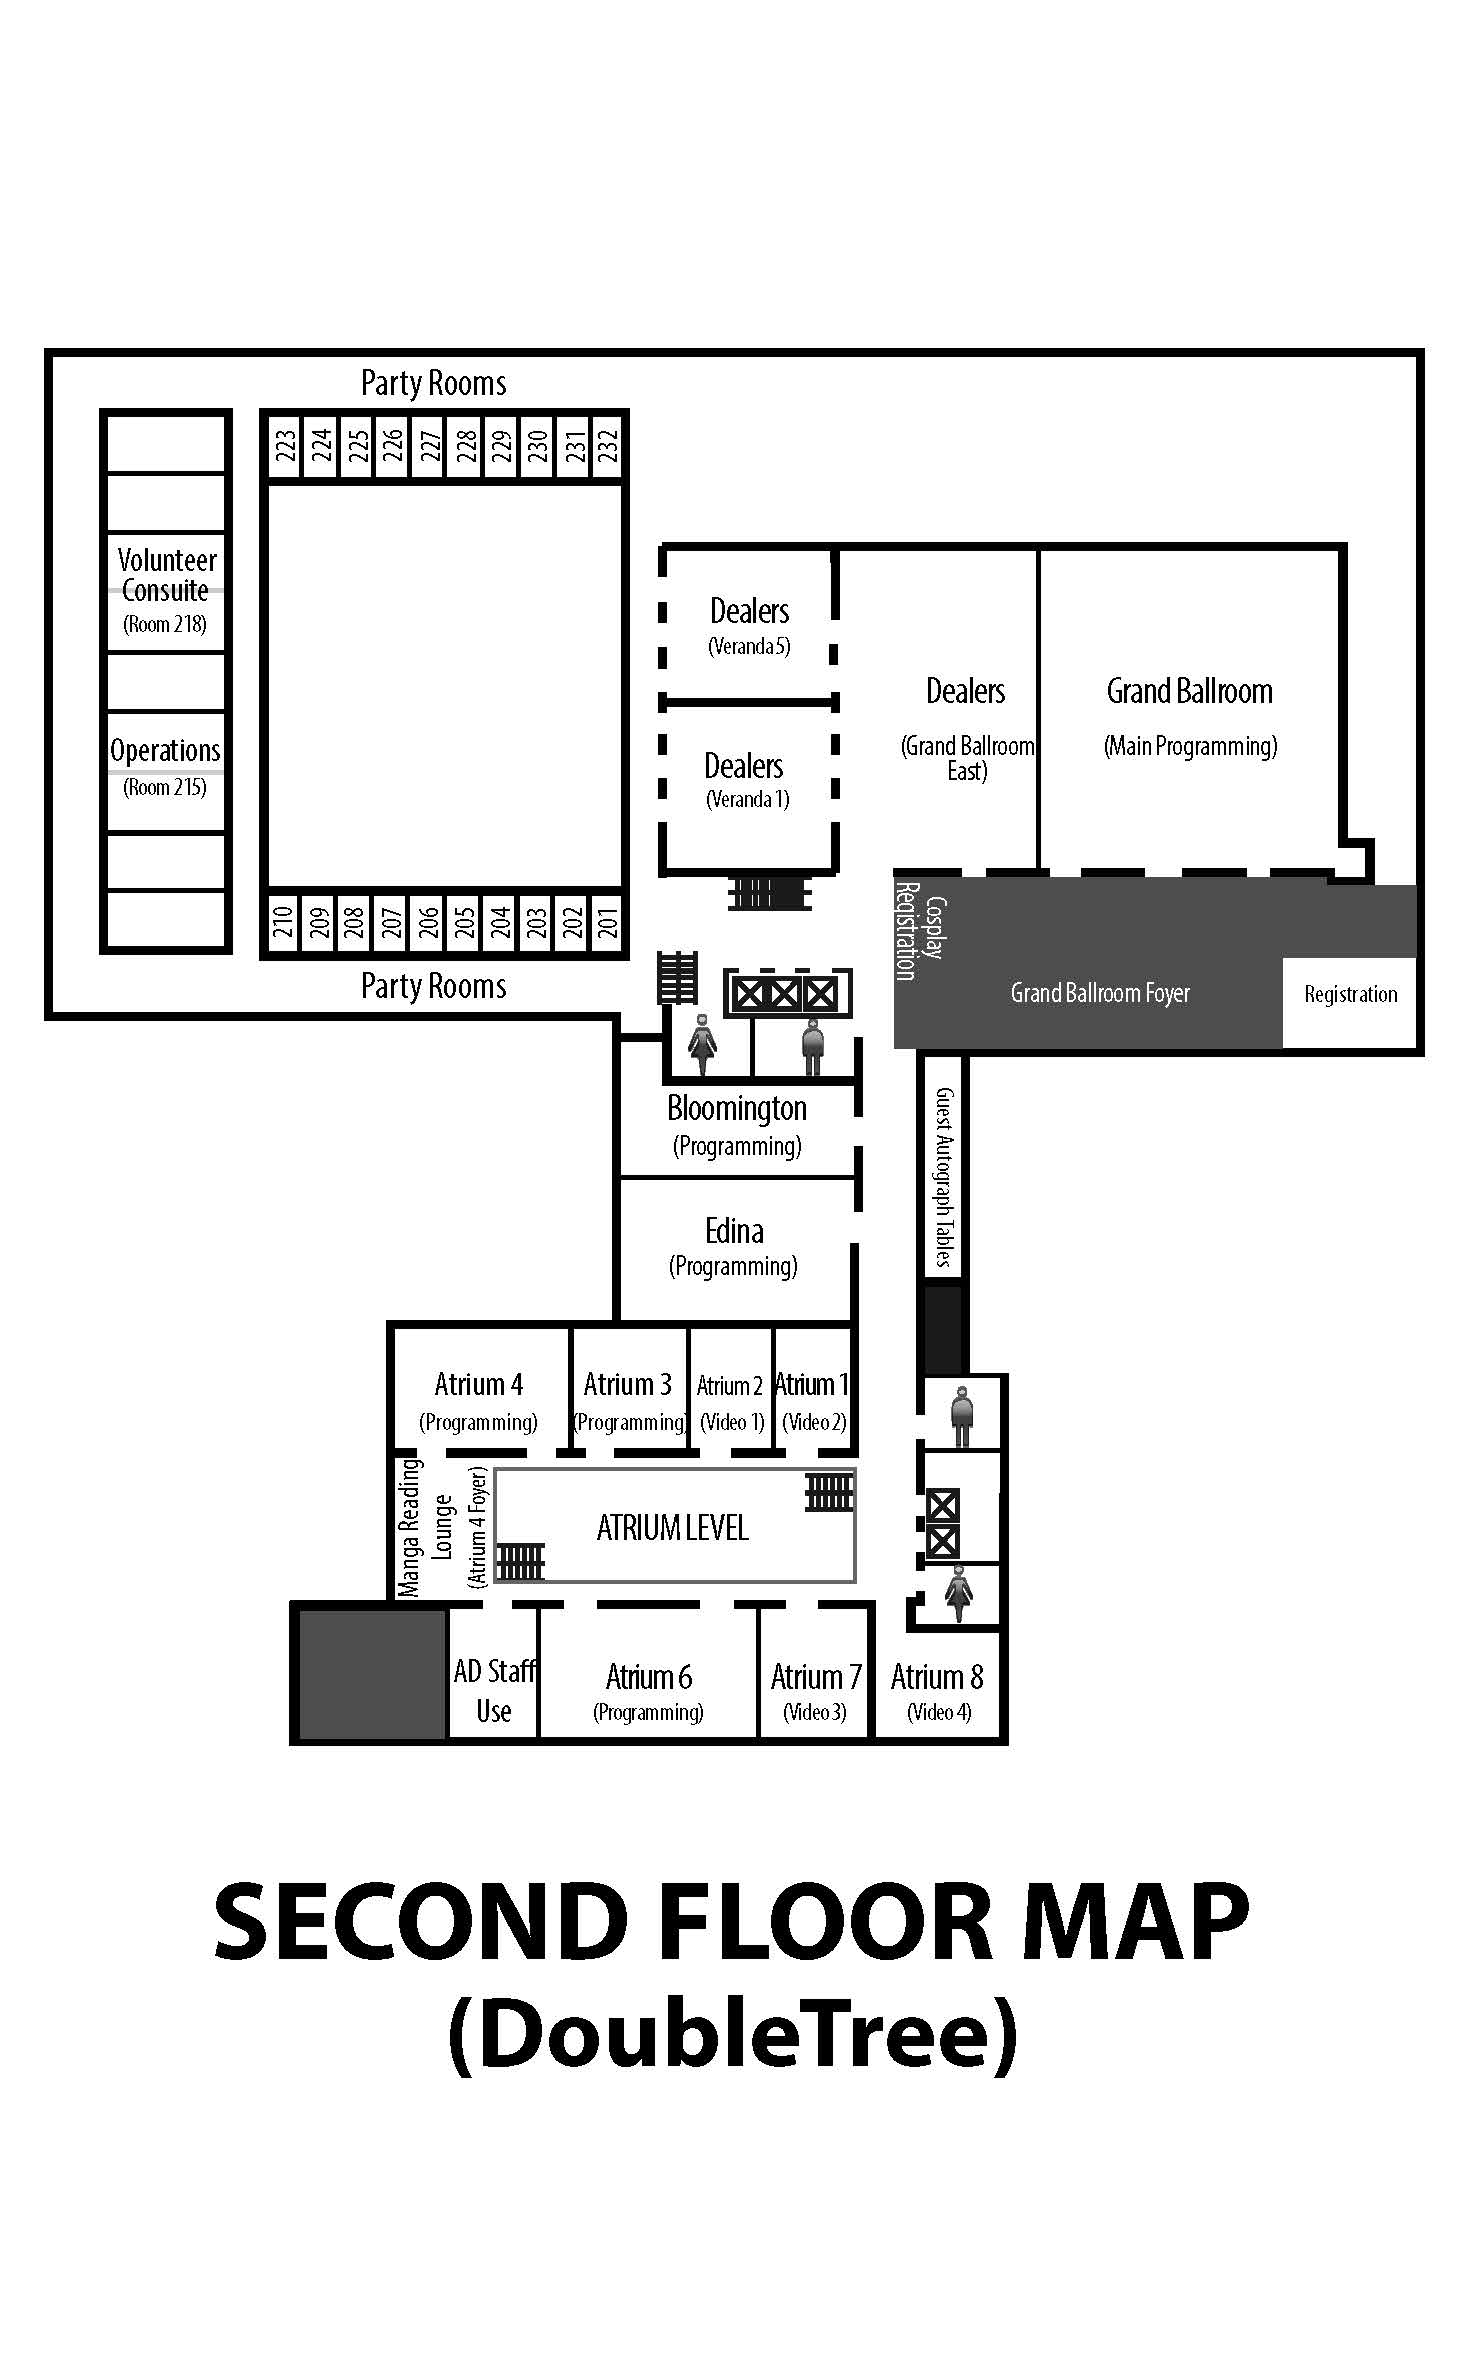 Party Rooms
223
224
225
226
227
228
229
230
231
232
Volunteer
Consuite
(Room 218)
Operations
(Room 215)
Dealers
(Veranda 5)
Dealers
(Veranda 1)
Dealers
(Grand Ballroom
East)
Grand Ballroom
(Main Programming)
210
209
208
207
206
205
204
203
202
201
Party Rooms
Cosplay
Registration
Grand Ballroom Foyer
Registration
Bloomington
(Programming)
Guest Autograph Tables
Edina
(Programming)
Atrium 4
(Programming)
Atrium 3
(Programming)
Atrium 2
(Video 1)
Atrium 1
(Video 2)
Manga Reading
Lounge
(Atrium 4 Foyer)
ATRIUM LEVEL
AD Staff
Use
Atrium 6
(Programming)
Atrium 7
(Video 3)
Atrium 8
(Video 4)
SECOND FLOOR MAP
(DoubleTree)